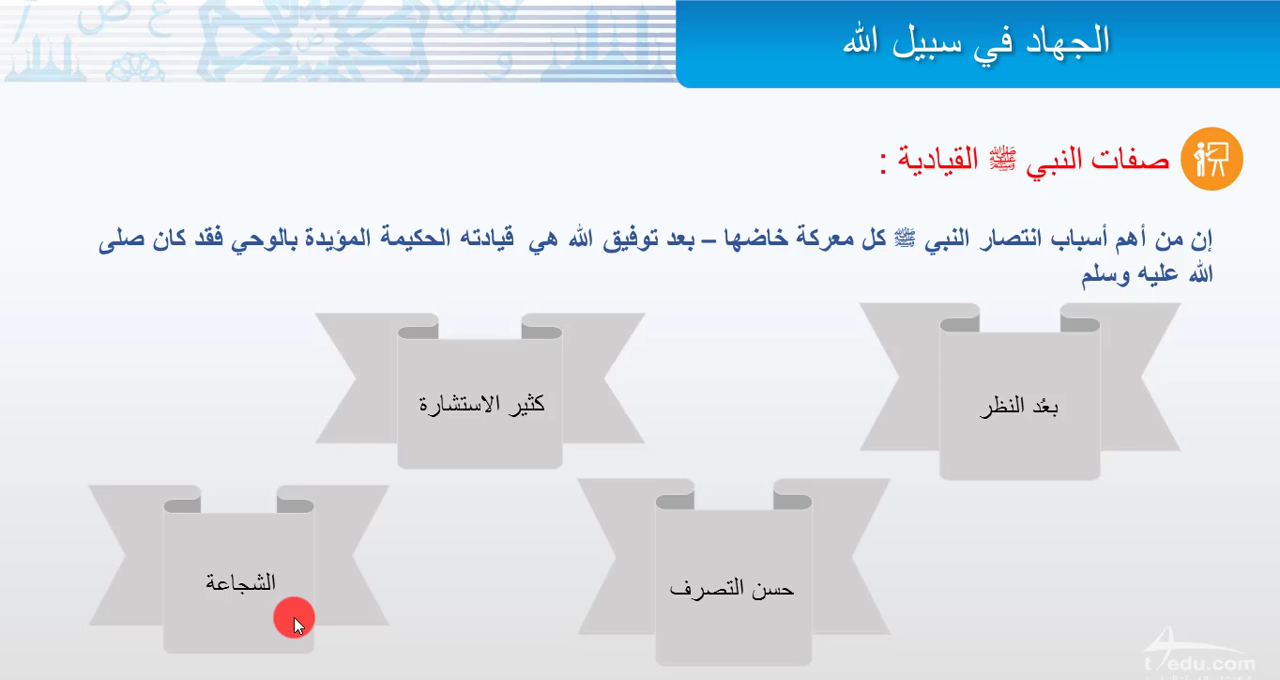 الجهاد في سبيل الله
صفات النبي ﷺ القيادية :
إن من أهم أسباب انتصار النبي ﷺ كل معركة خاضها – بعد توفيق الله هي قيادته الحكيمة المؤيدة بالوحي فقد كان صلى
الله عليه وسلم
بعُد النظر
كثير الاستشارة
حسن التصرف
الشجاعة